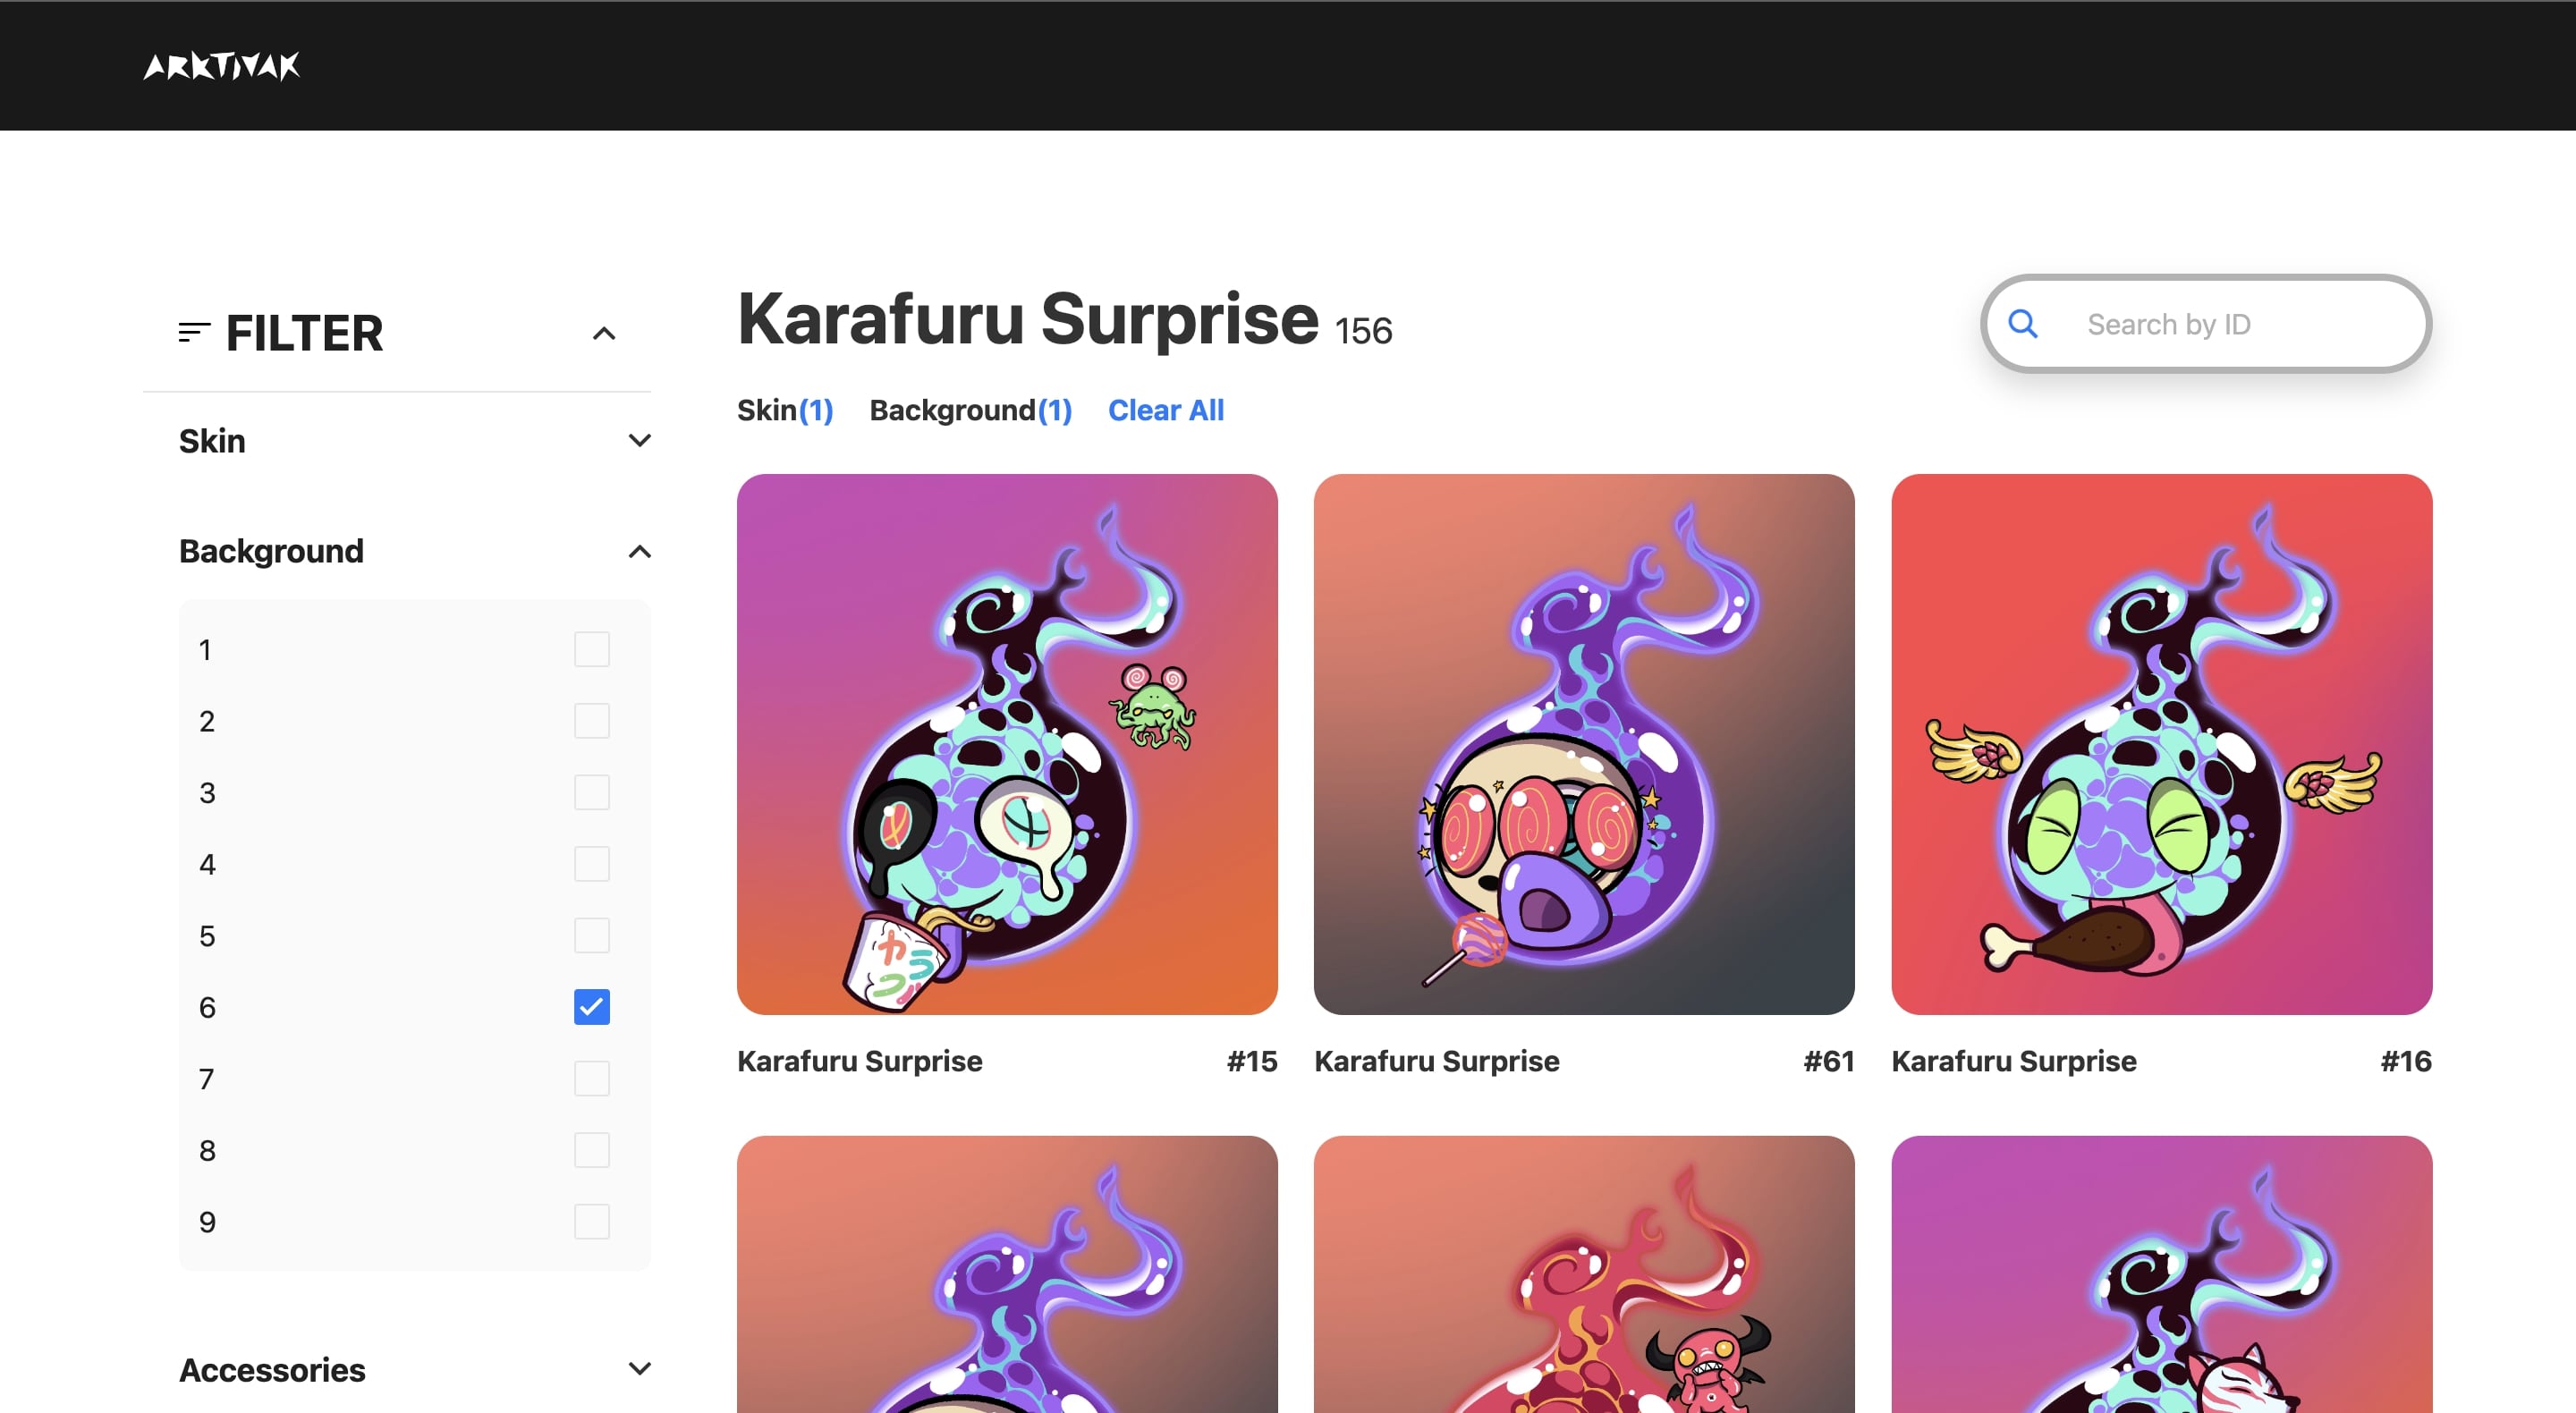 ARKTIVAK
FILTER
Skin
Background
1
2
3
4
5
6
7
8
9
Accessories
Karafuru Surprise 156
Search by ID
Skin(1) Background(1) Clear All
カラフル
Karafuru Surprise #15
Karafuru Surprise #61
Karafuru Surprise #16